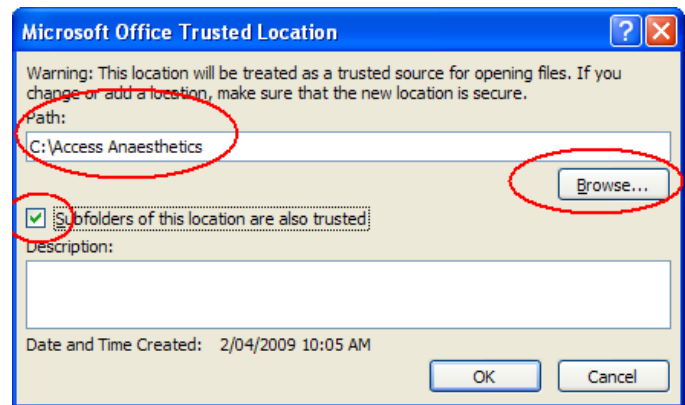 Microsoft Office Trusted Location
Warning: This location will be treated as a trusted source for opening files. If you
change or add a location, make sure that the new location is secure.
Path:
C:\Access Anaesthetics
Browse...
Subfolders of this location are also trusted
Description:
Date and Time Created: 2/04/2009 10:05 AM
OK Cancel